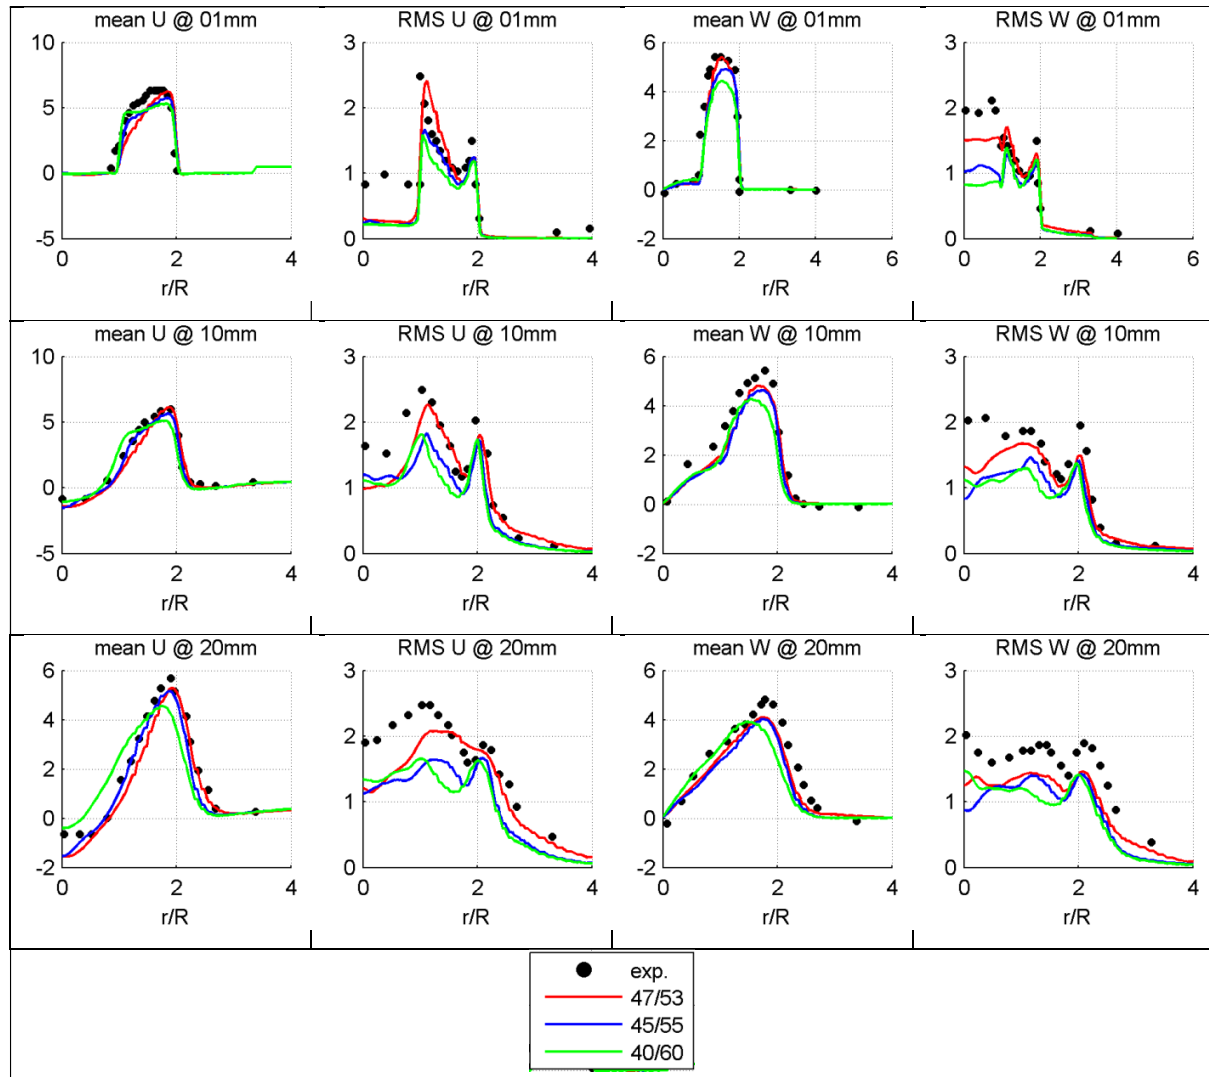 mean U @ 01mm
10
5
0
-5
0 2 4
r/R
RMS U @ 01mm
3
2
1
0
0 1 2 3 4
r/R
mean W @ 01mm
6
4
2
0
-2
0 2 4 6
r/R
RMS W @ 01mm
3
2
1
0
0 2 4 6
r/R
mean U @ 10mm
10
5
0
-5
0 2 4
r/R
RMS U @ 10mm
3
2
1
0
0 2 4
r/R
mean W @ 10mm
6
4
2
0
-2
0 2 4
r/R
RMS W @ 10mm
3
2
1
0
0 2 4
r/R
mean U @ 20mm
6
4
2
0
-2
0 2 4
r/R
RMS U @ 20mm
3
2
1
0
0 2 4
r/R
mean W @ 20mm
6
4
2
0
-2
0 2 4
r/R
RMS W @ 20mm
3
2
1
0
0 2 4
r/R
exp.
47/53
45/55
40/60